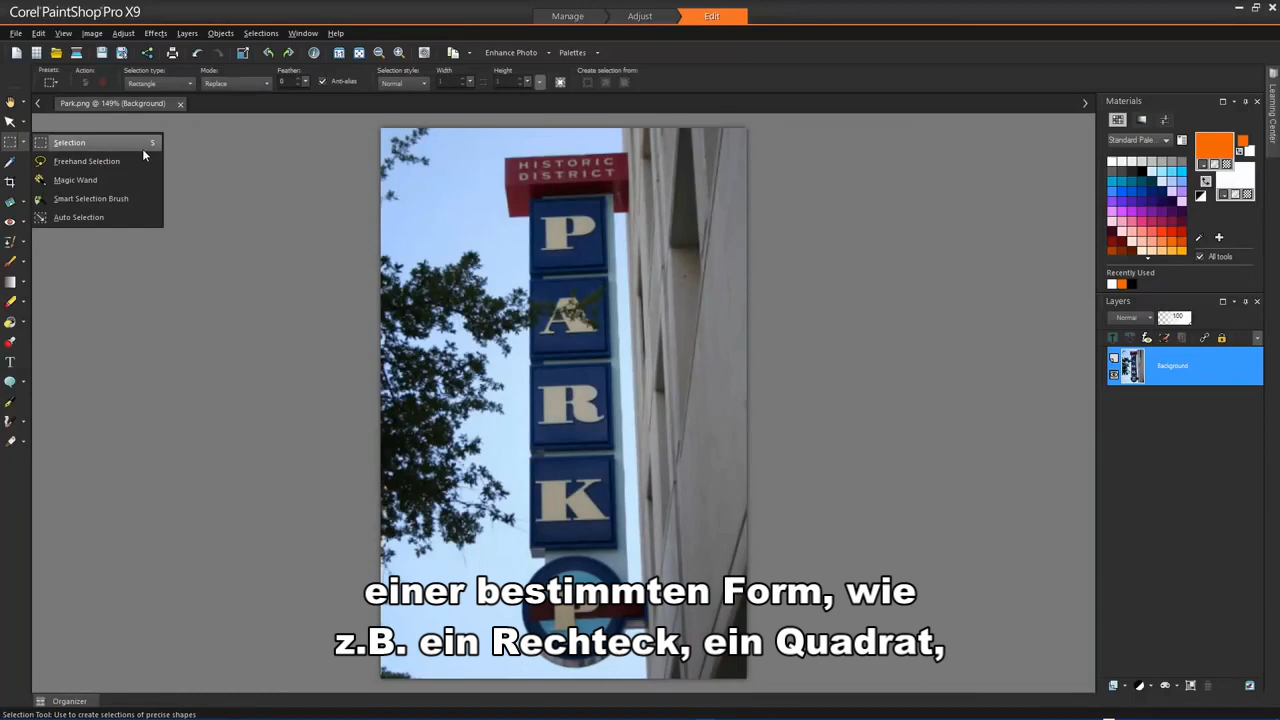 Corel PaintShop Pro X9
Manage
Adjust
Edit
File
Edit
View
Image
Adjust
Effects
Layers
Objects
Selections
Window
Help
Enhance Photo
Palettes
Presets:
Action:
Selection type:
Mode:
Feather:
Selection style:
Width:
Height:
Create selection from:
Rectangle
Replace
0
Anti-alias
Normal
1
1
Park.png @ 149% (Background)
Selection S
Freehand Selection
Magic Wand
Smart Selection Brush
Auto Selection
HISTORIC
DISTRICT
P
A
R
K
P
Materials
Standard Pale...
All tools
Recently Used
Layers
Normal
100
Background
Learning Center
einer bestimmten Form, wie
z.B. ein Rechteck, ein Quadrat,
Organizer
Selection Tool: Use to create selections of precise shapes